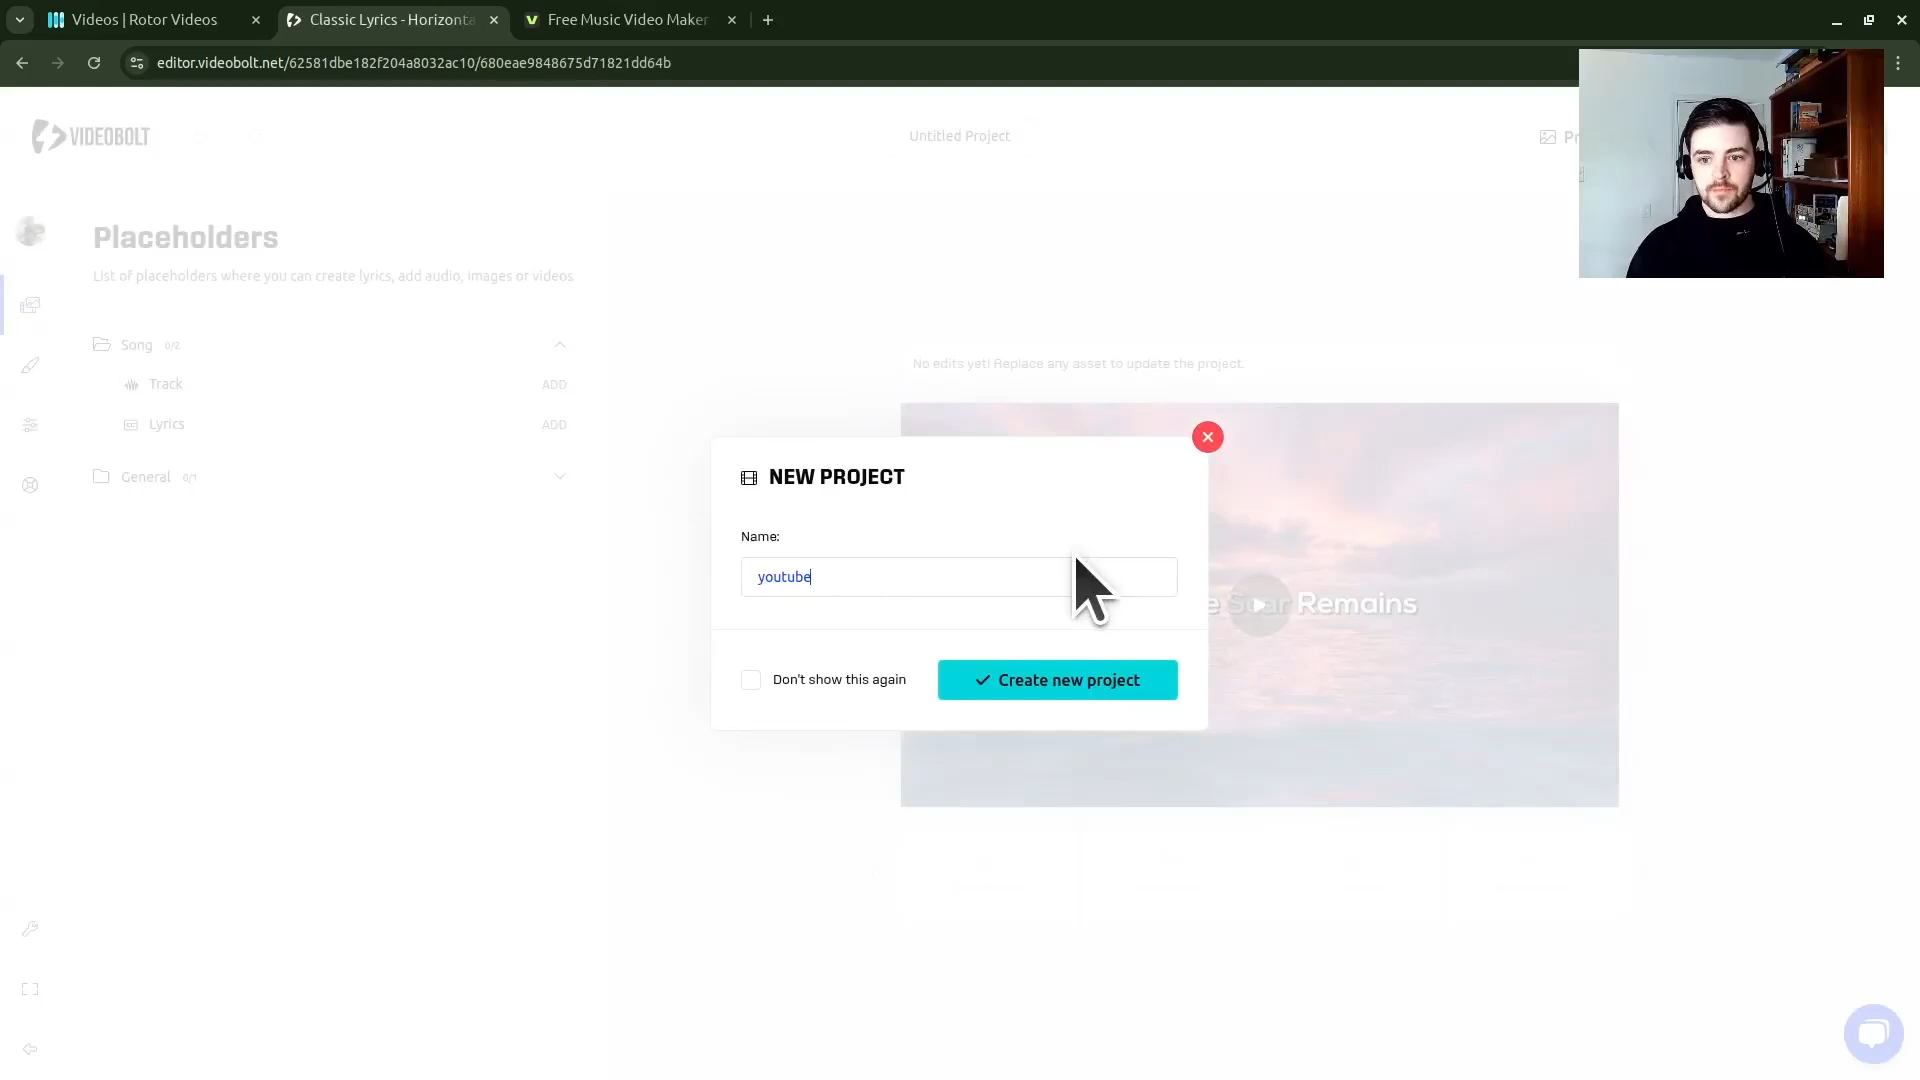 Videos | Rotor Videos
Classic Lyrics - Horizonta
Free Music Video Maker
editor.videobolt.net/62581dbe182f204a8032ac10/680eae9848675d71821dd64b
VIDEOBOLT
Untitled Project
Pr
Placeholders
List of placeholders where you can create lyrics, add audio, images or videos
Song 0/2
Track ADD
Lyrics ADD
General 0/1
No edits yet! Replace any asset to update the project.
NEW PROJECT
Name:
youtube
e Scar Remains
Don't show this again
Create new project